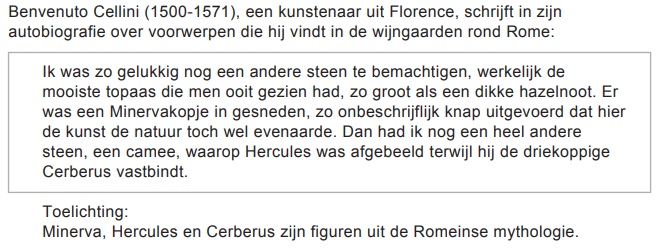 Benvenuto Cellini (1500-1571), een kunstenaar uit Florence, schrijft in zijn
autobiografie over voorwerpen die hij vindt in de wijngaarden rond Rome:
Ik was zo gelukkig nog een andere steen te bemachtigen, werkelijk de
mooiste topaas die men ooit gezien had, zo groot als een dikke hazelnoot. Er
was een Minervakopje in gesneden, zo onbeschrijflijk knap uitgevoerd dat hier
de kunst de natuur toch wel evenaarde. Dan had ik nog een heel andere
steen, een camee, waarop Hercules was afgebeeld terwijl hij de driekoppige
Cerberus vastbindt.
Toelichting:
Minerva, Hercules en Cerberus zijn figuren uit de Romeinse mythologie.